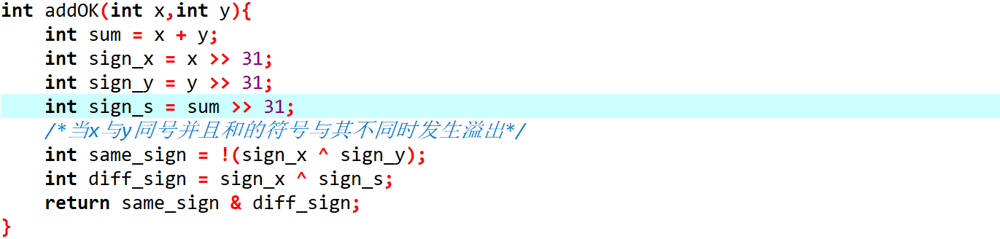 int addOK(int x,int y){
    int sum = x + y;
    int sign_x = x >> 31;
    int sign_y = y >> 31;
    int sign_s = sum >> 31;
    /*当x与y同号并且和的符号与其不同时发生溢出*/
    int same_sign = !(sign_x ^ sign_y);
    int diff_sign = sign_x ^ sign_s;
    return same_sign & diff_sign;
}